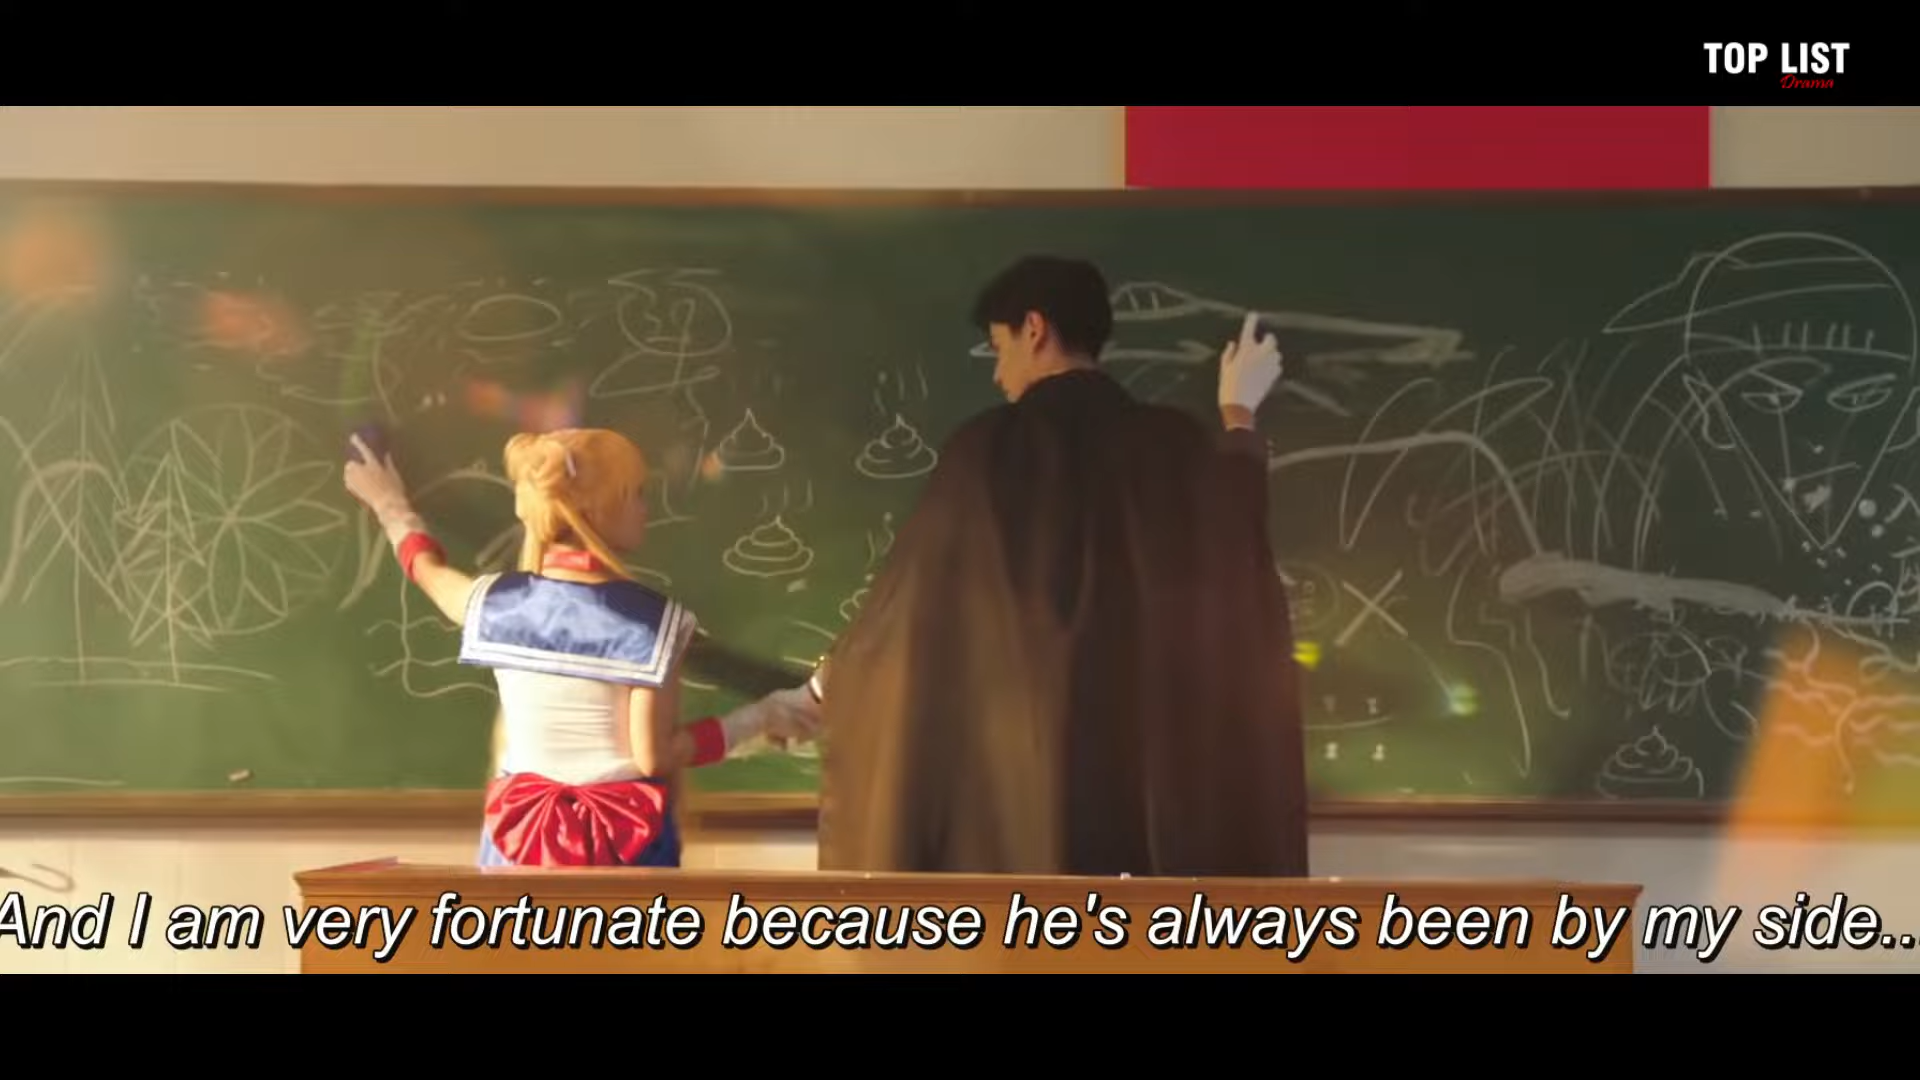 TOP LIST
Drama
And I am very fortunate because he's always been by my side...